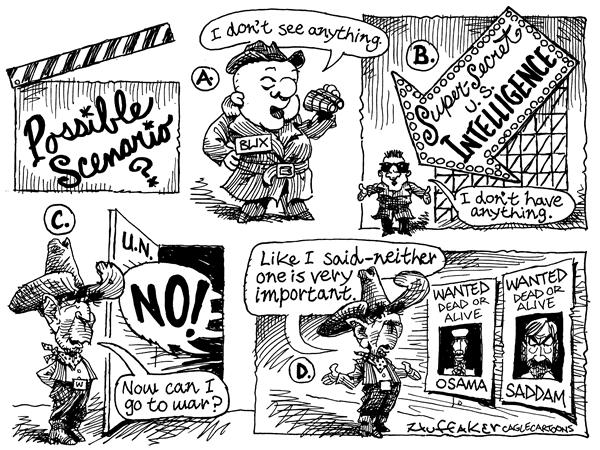 Possible
Scenario
?
A.
I don't see anything.
BLIX
B.
Super Secret
U.S.
INTELLIGENCE
I don't have
anything.
C.
U.N.
NO!
W
Now can I
go to war?
D.
Like I said-neither
one is very
important.
WANTED
DEAD OR
ALIVE
OSAMA
WANTED
DEAD OR
ALIVE
SADDAM
CAGLECARTOONS